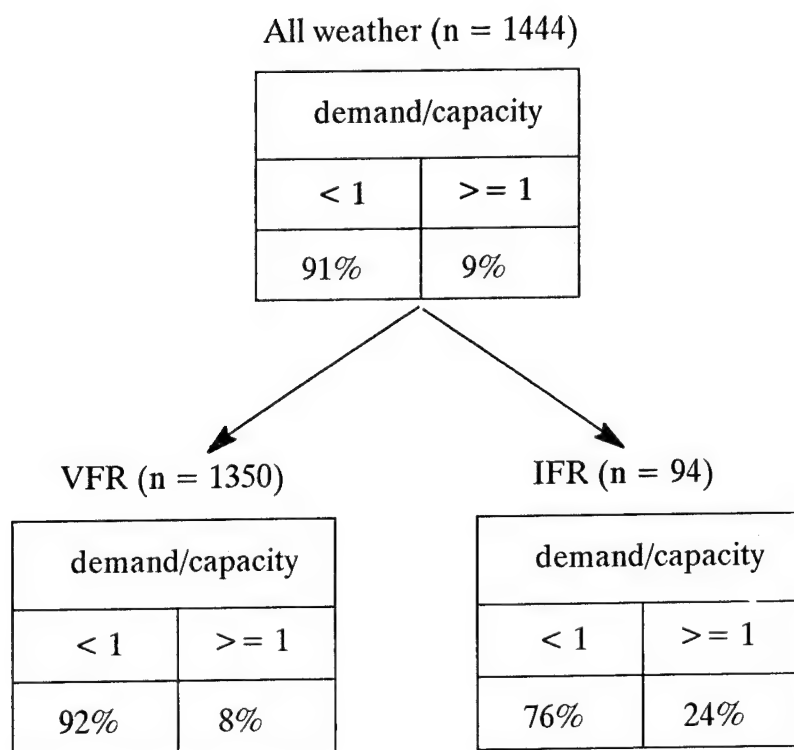 All weather (n = 1444)
demand/capacity
< 1 >= 1
91% 9%
VFR (n = 1350)
demand/capacity
< 1 >= 1
92% 8%
IFR (n = 94)
demand/capacity
< 1 >= 1
76% 24%